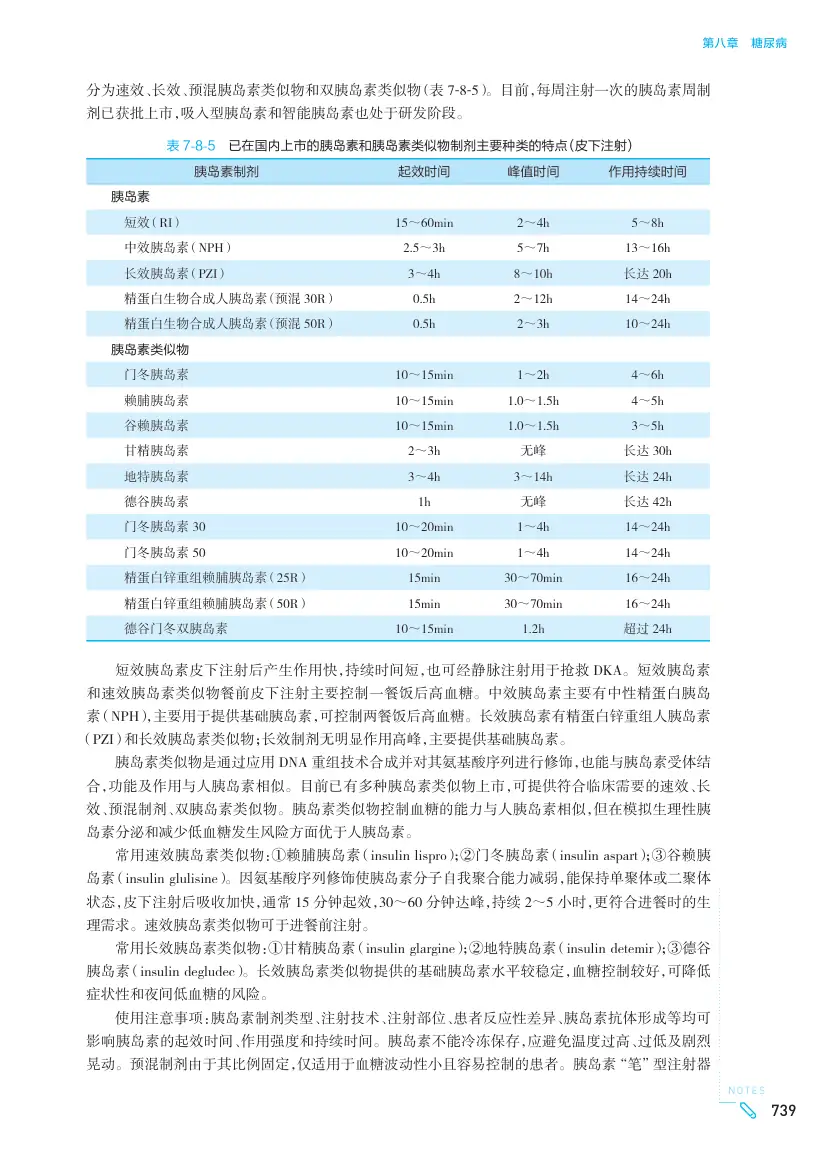 第八章 糖尿病
分为速效、长效、预混胰岛素类似物和双胰岛素类似物(表 7-8-5)。目前,每周注射一次的胰岛素周制
剂已获批上市,吸入型胰岛素和智能胰岛素也处于研发阶段。
表 7-8-5 已在国内上市的胰岛素和胰岛素类似物制剂主要种类的特点(皮下注射)
胰岛素制剂 起效时间 峰值时间 作用持续时间
胰岛素
短效(RI) 15~60min 2~4h 5~8h
中效胰岛素(NPH) 2.5~3h 5~7h 13~16h
长效胰岛素(PZI) 3~4h 8~10h 长达 20h
精蛋白生物合成人胰岛素(预混 30R) 0.5h 2~12h 14~24h
精蛋白生物合成人胰岛素(预混 50R) 0.5h 2~3h 10~24h
胰岛素类似物
门冬胰岛素 10~15min 1~2h 4~6h
赖脯胰岛素 10~15min 1.0~1.5h 4~5h
谷赖胰岛素 10~15min 1.0~1.5h 3~5h
甘精胰岛素 2~3h 无峰 长达 30h
地特胰岛素 3~4h 3~14h 长达 24h
德谷胰岛素 1h 无峰 长达 42h
门冬胰岛素 30 10~20min 1~4h 14~24h
门冬胰岛素 50 10~20min 1~4h 14~24h
精蛋白锌重组赖脯胰岛素(25R) 15min 30~70min 16~24h
精蛋白锌重组赖脯胰岛素(50R) 15min 30~70min 16~24h
德谷门冬双胰岛素 10~15min 1.2h 超过 24h
短效胰岛素皮下注射后产生作用快,持续时间短,也可经静脉注射用于抢救 DKA。短效胰岛素
和速效胰岛素类似物餐前皮下注射主要控制一餐饭后高血糖。中效胰岛素主要有中性精蛋白胰岛
素(NPH),主要用于提供基础胰岛素,可控制两餐饭后高血糖。长效胰岛素有精蛋白锌重组人胰岛素
(PZI)和长效胰岛素类似物;长效制剂无明显作用高峰,主要提供基础胰岛素。
胰岛素类似物是通过应用 DNA 重组技术合成并对其氨基酸序列进行修饰,也能与胰岛素受体结
合,功能及作用与人胰岛素相似。目前已有多种胰岛素类似物上市,可提供符合临床需要的速效、长
效、预混制剂、双胰岛素类似物。胰岛素类似物控制血糖的能力与人胰岛素相似,但在模拟生理性胰
岛素分泌和减少低血糖发生风险方面优于人胰岛素。
常用速效胰岛素类似物:①赖脯胰岛素(insulin lispro);②门冬胰岛素(insulin aspart);③谷赖胰
岛素(insulin glulisine)。因氨基酸序列修饰使胰岛素分子自我聚合能力减弱,能保持单聚体或二聚体
状态,皮下注射后吸收加快,通常 15 分钟起效,30~60 分钟达峰,持续 2~5 小时,更符合进餐时的生
理需求。速效胰岛素类似物可于进餐前注射。
常用长效胰岛素类似物:①甘精胰岛素(insulin glargine);②地特胰岛素(insulin detemir);③德谷
胰岛素(insulin degludec)。长效胰岛素类似物提供的基础胰岛素水平较稳定,血糖控制较好,可降低
症状性和夜间低血糖的风险。
使用注意事项:胰岛素制剂类型、注射技术、注射部位、患者反应性差异、胰岛素抗体形成等均可
影响胰岛素的起效时间、作用强度和持续时间。胰岛素不能冷冻保存,应避免温度过高、过低及剧烈
晃动。预混制剂由于其比例固定,仅适用于血糖波动性小且容易控制的患者。胰岛素 “笔” 型注射器
NOTES
739